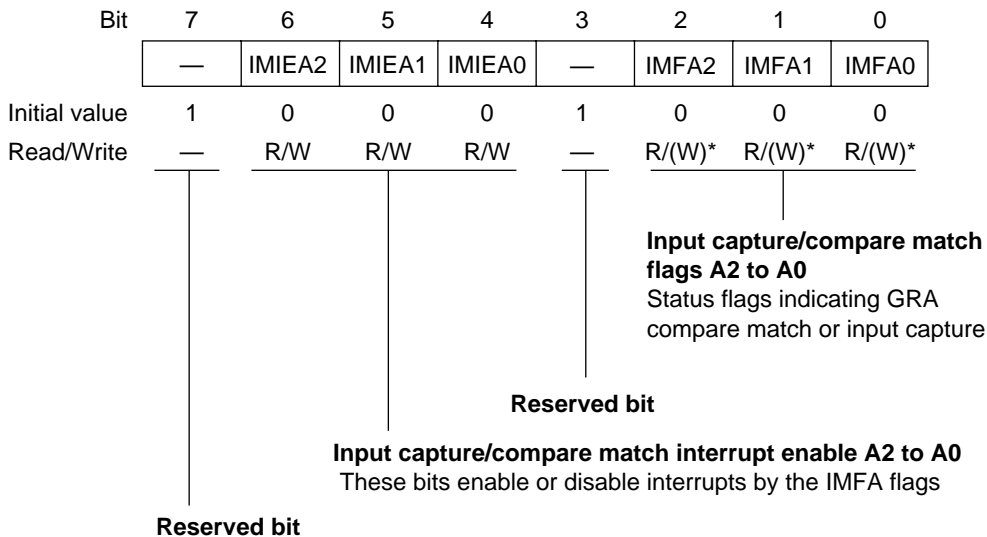 Bit 7 6 5 4 3 2 1 0
— IMIEA2 IMIEA1 IMIEA0 — IMFA2 IMFA1 IMFA0
Initial value 1 0 0 0 1 0 0 0
Read/Write — R/W R/W R/W — R/(W)* R/(W)* R/(W)*
Input capture/compare match
flags A2 to A0
Status flags indicating GRA
compare match or input capture
Reserved bit
Input capture/compare match interrupt enable A2 to A0
These bits enable or disable interrupts by the IMFA flags
Reserved bit